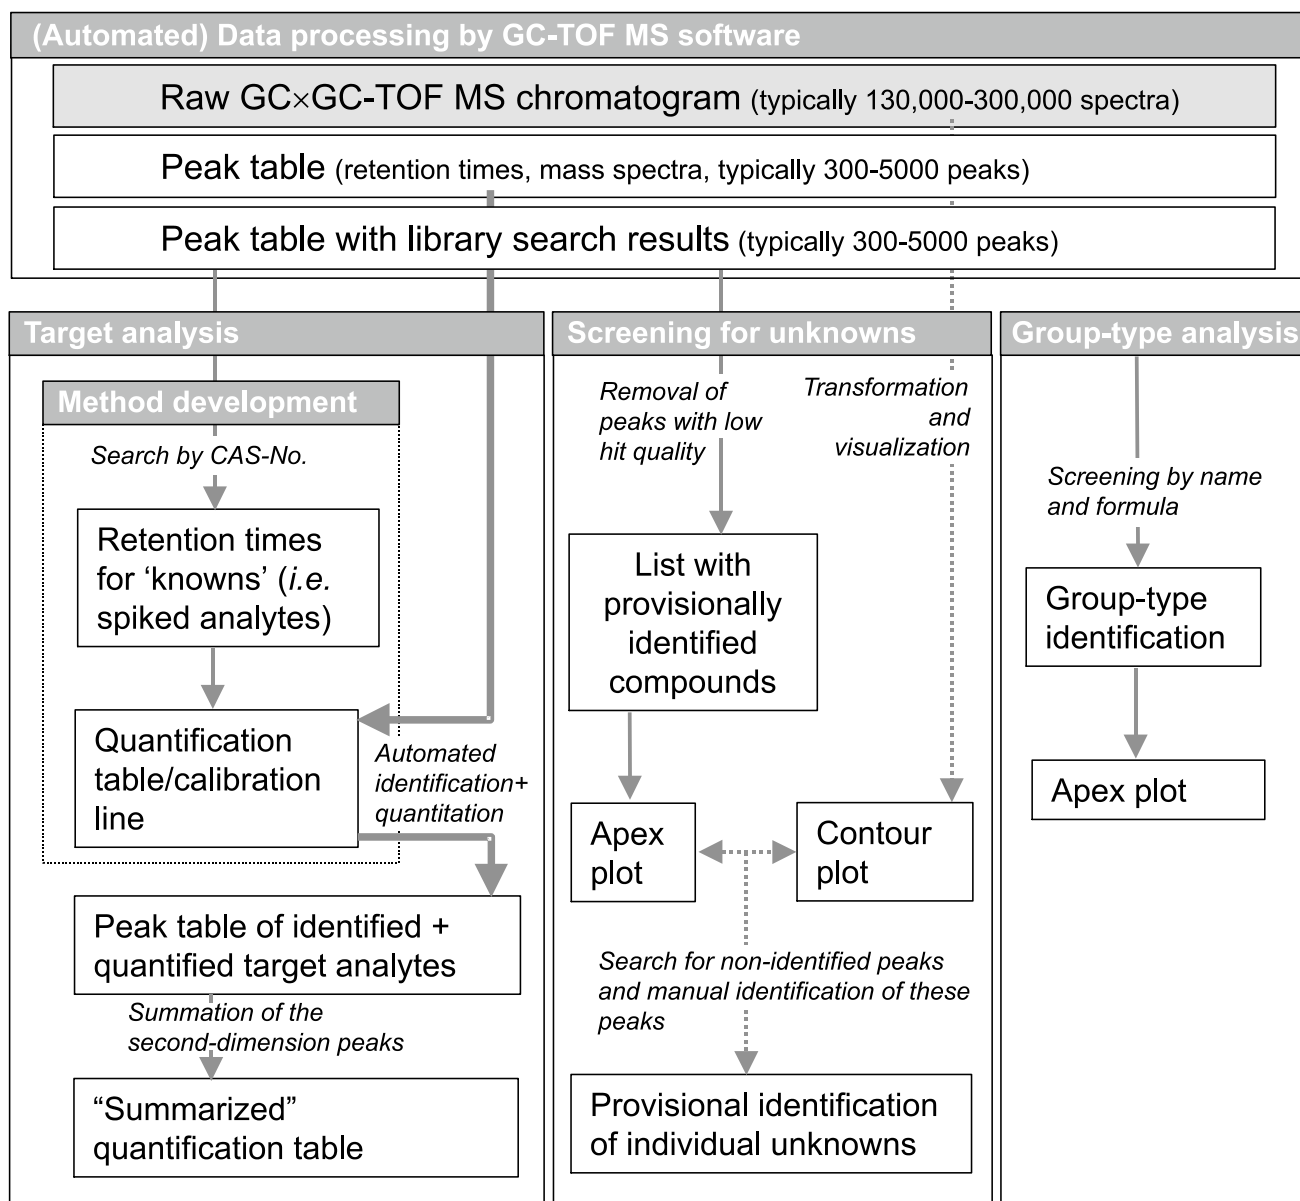 (Automated) Data processing by GC-TOF MS software
Raw GC×GC-TOF MS chromatogram (typically 130,000-300,000 spectra)
Peak table (retention times, mass spectra, typically 300-5000 peaks)
Peak table with library search results (typically 300-5000 peaks)
Target analysis
Method development
Search by CAS-No.
Retention times
for ‘knowns’ (i.e.
spiked analytes)
Quantification
table/calibration
line
Automated
identification+
quantitation
Peak table of identified +
quantified target analytes
Summation of the
second-dimension peaks
“Summarized”
quantification table
Screening for unknowns
Removal of
peaks with low
hit quality
Transformation
and
visualization
List with
provisionally
identified
compounds
Apex
plot
Contour
plot
Search for non-identified peaks
and manual identification of these
peaks
Provisional identification
of individual unknowns
Group-type analysis
Screening by name
and formula
Group-type
identification
Apex plot